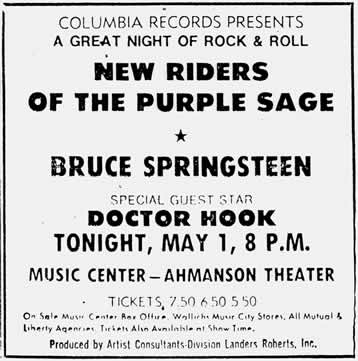 COLUMBIA RECORDS PRESENTS
A GREAT NIGHT OF ROCK & ROLL
NEW RIDERS
OF THE PURPLE SAGE
★
BRUCE SPRINGSTEEN
SPECIAL GUEST STAR
DOCTOR HOOK
TONIGHT, MAY 1, 8 P.M.
MUSIC CENTER — AHMANSON THEATER
TICKETS, 7.50 6.50 5.50
On Sale Music Center Box Office, Wallichs Music City Stores, All Mutual &
Liberty Agencies. Tickets Also Available at Show Time.
Produced by Artist Consultants-Division Landers Roberts, Inc.